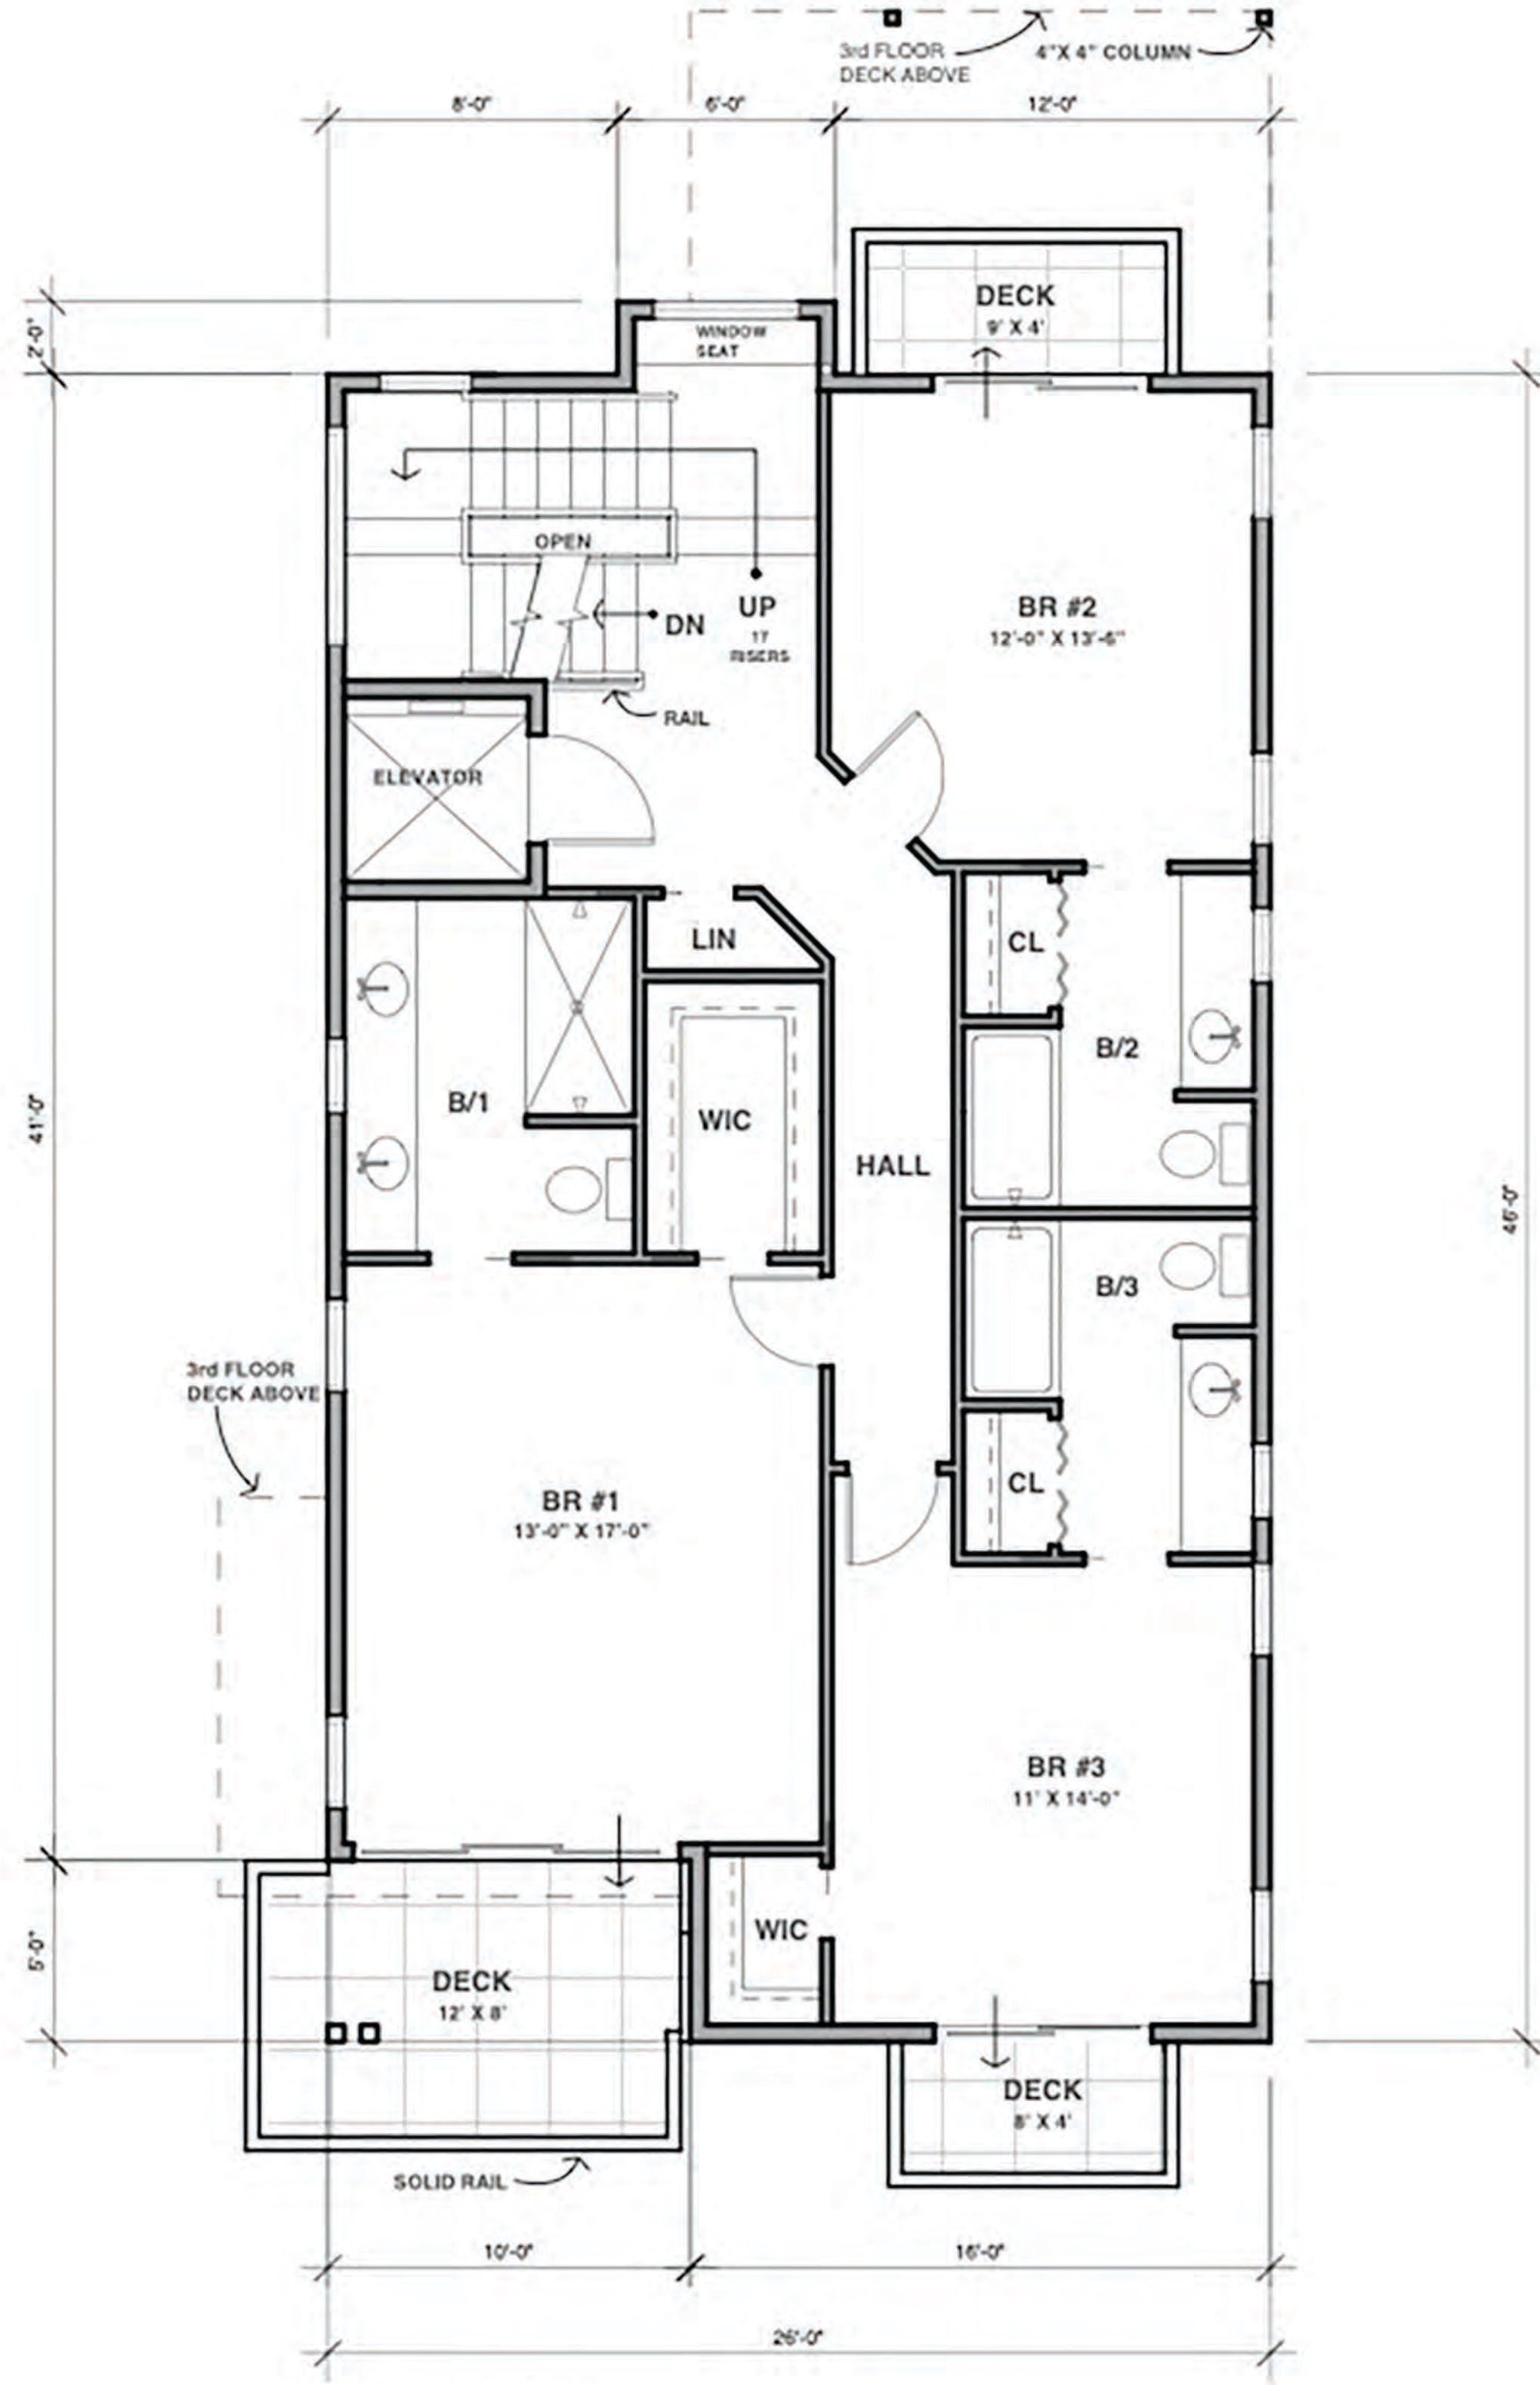 3rd FLOOR
DECK ABOVE
4"X 4" COLUMN
8'-0"
6'-0"
12'-0"
DECK
9' X 4'
WINDOW
SEAT
2'-0"
OPEN
UP
17
RISERS
DN
RAIL
BR #2
12'-0" X 13'-6"
ELEVATOR
LIN
CL
B/2
B/1
WIC
HALL
41'-0"
46'-0"
B/3
3rd FLOOR
DECK ABOVE
CL
BR #1
13'-0" X 17'-0"
BR #3
11' X 14'-0"
WIC
5'-0"
DECK
12' X 8'
DECK
8' X 4'
SOLID RAIL
10'-0"
16'-0"
26'-0"